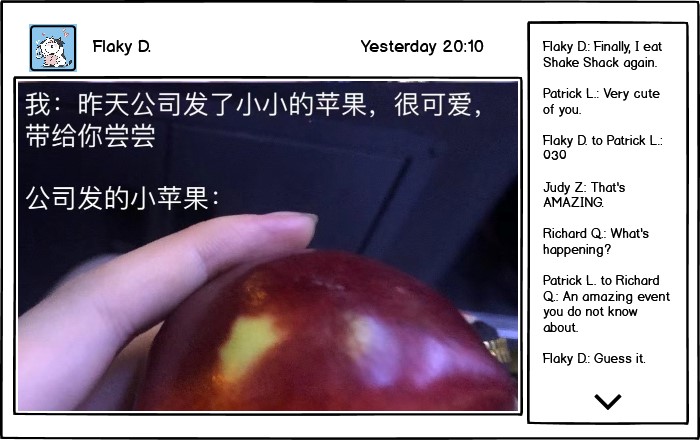 Flaky D.
Yesterday 20:10
我：昨天公司发了小小的苹果，很可爱，
带给你尝尝
公司发的小苹果：
Flaky D.: Finally, I eat
Shake Shack again.
Patrick L.: Very cute
of you.
Flaky D. to Patrick L.:
030
Judy Z: That's
AMAZING.
Richard Q.: What's
happening?
Patrick L. to Richard
Q.: An amazing event
you do not know
about.
Flaky D.: Guess it.